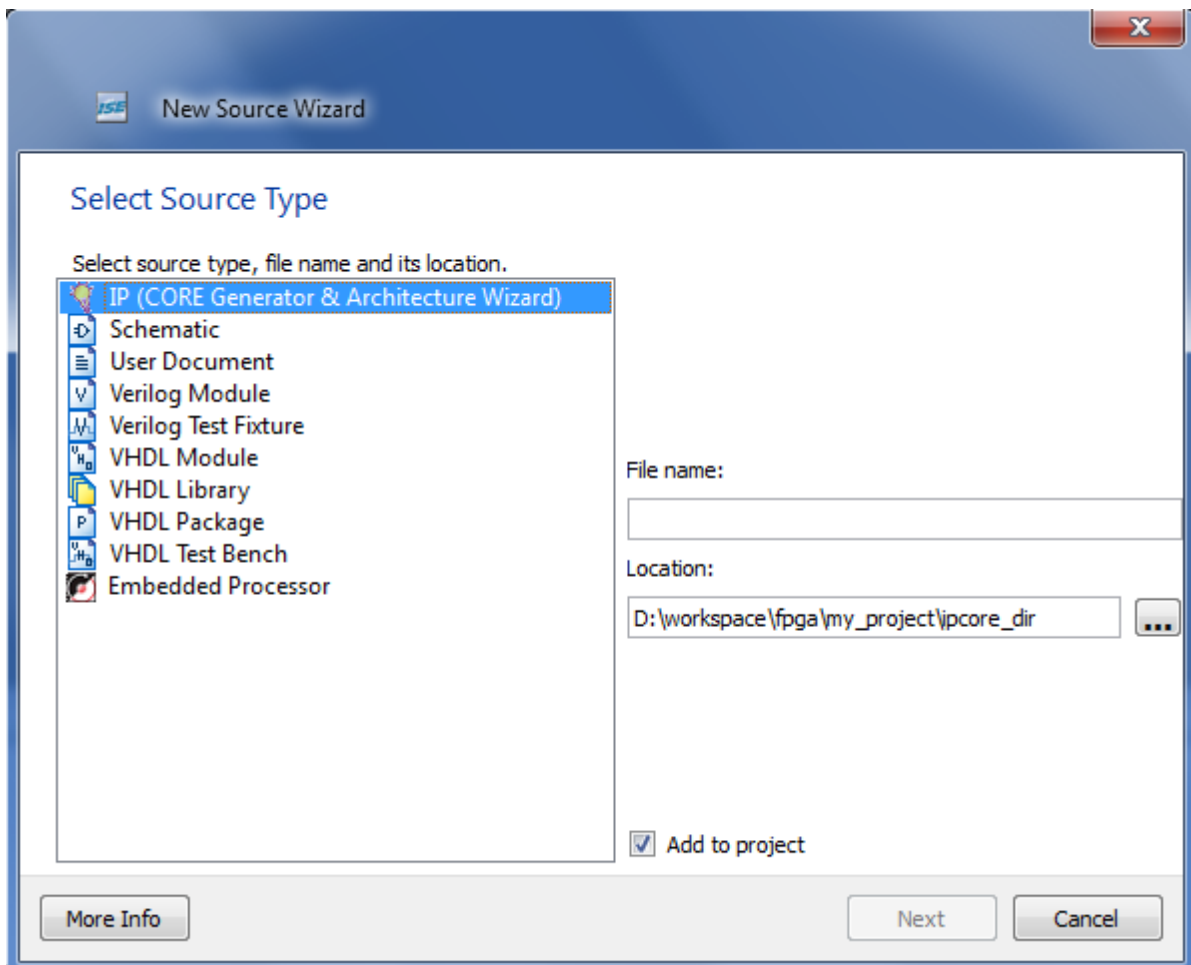 X
ISE New Source Wizard
Select Source Type
Select source type, file name and its location.
IP (CORE Generator & Architecture Wizard)
Schematic
User Document
Verilog Module
Verilog Test Fixture
VHDL Module
VHDL Library
VHDL Package
VHDL Test Bench
Embedded Processor
File name:
Location:
D:\workspace\fpga\my_project\ipcore_dir
...
Add to project
More Info
Next
Cancel